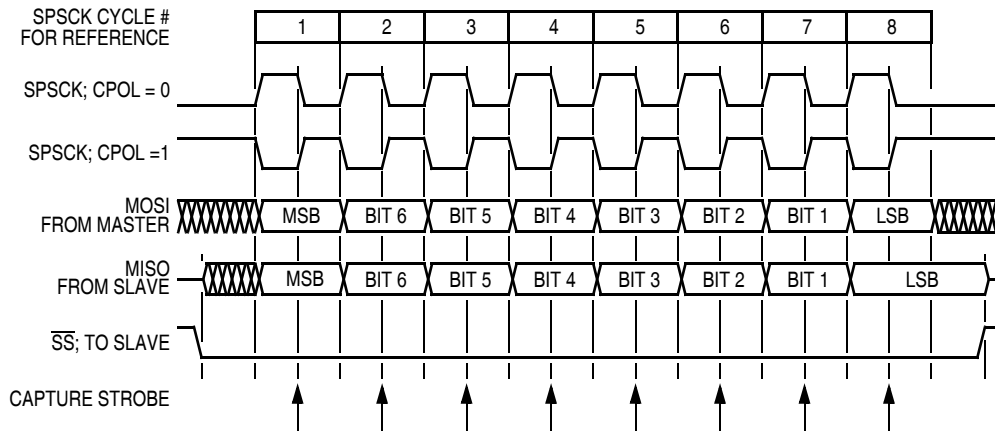 SPSCK CYCLE #
FOR REFERENCE
1 2 3 4 5 6 7 8
SPSCK; CPOL = 0
SPSCK; CPOL =1
MOSI
FROM MASTER
MSB BIT 6 BIT 5 BIT 4 BIT 3 BIT 2 BIT 1 LSB
MISO
FROM SLAVE
MSB BIT 6 BIT 5 BIT 4 BIT 3 BIT 2 BIT 1 LSB
SS; TO SLAVE
CAPTURE STROBE